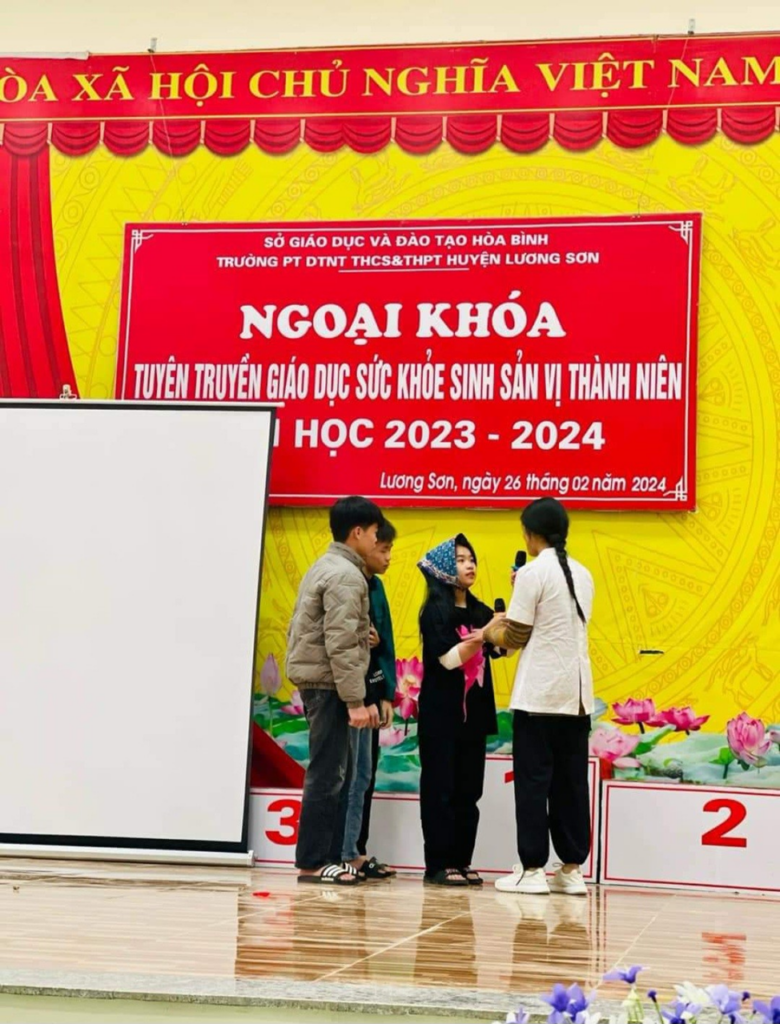 ÒA XÃ HỘI CHỦ NGHĨA VIỆT NAM
SỞ GIÁO DỤC VÀ ĐÀO TẠO HÒA BÌNH
TRƯỜNG PT DTNT THCS&THPT HUYỆN LƯƠNG SƠN
NGOẠI KHÓA
TUYÊN TRUYỀN GIÁO DỤC SỨC KHỎE SINH SẢN VỊ THÀNH NIÊN
HỌC 2023 - 2024
Lương Sơn, ngày 26 tháng 02 năm 2024
3
2